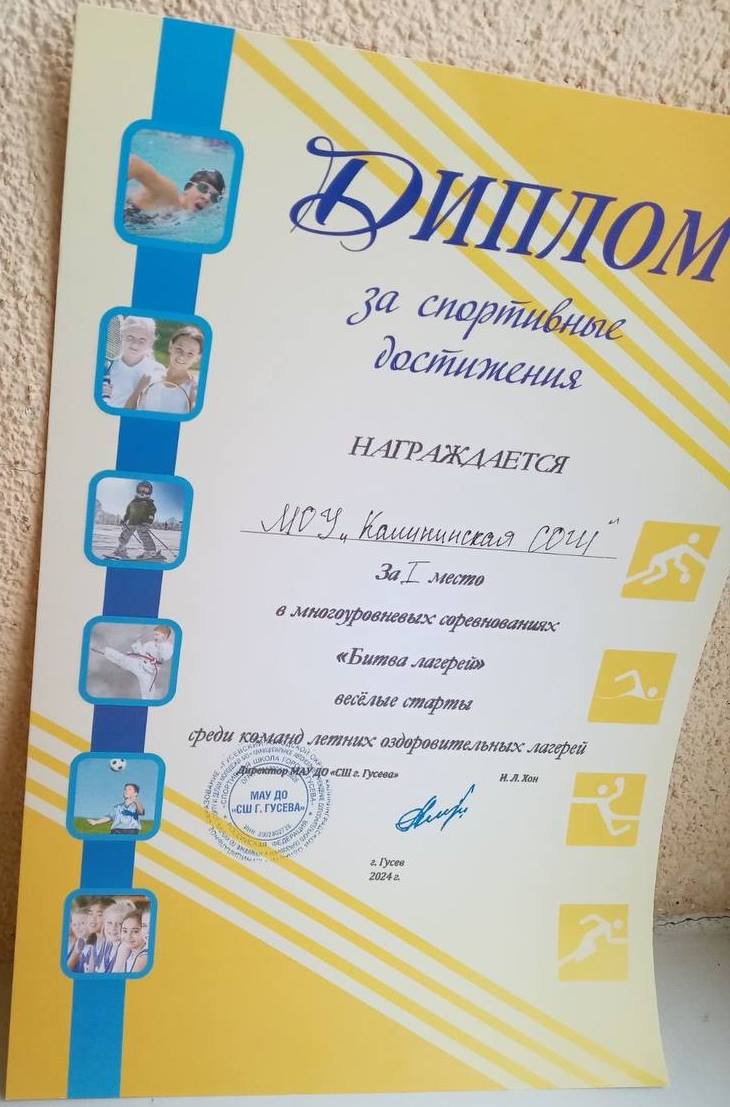 ДИПЛОМ
за спортивные
достижения
НАГРАЖДАЕТСЯ
МОУ „Калининская СОШ"
За I место
в многоуровневых соревнованиях
«Битва лагерей»
весёлые старты
среди команд летних оздоровительных лагерей
Директор МАУ ДО «СШ г. Гусева» И. Л. Хон
МАУ ДО
«СШ Г. ГУСЕВА»
г. Гусев
2024 г.